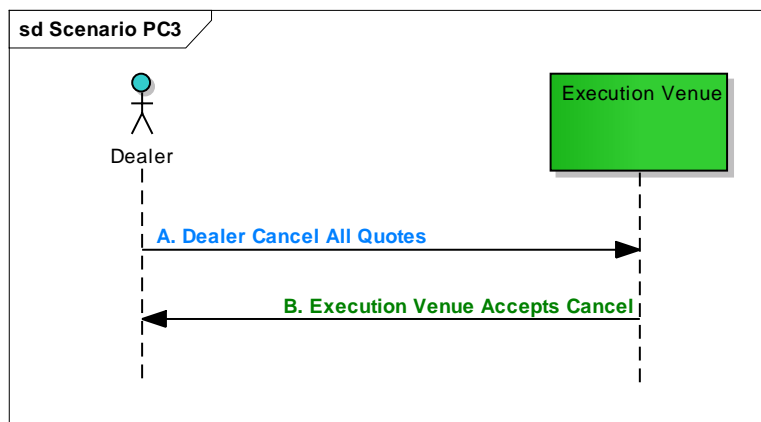 sd Scenario PC3
Dealer
Execution Venue
A. Dealer Cancel All Quotes
B. Execution Venue Accepts Cancel